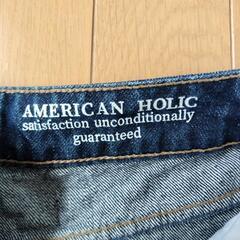 AMERICAN HOLIC
satisfaction unconditionally
guaranteed